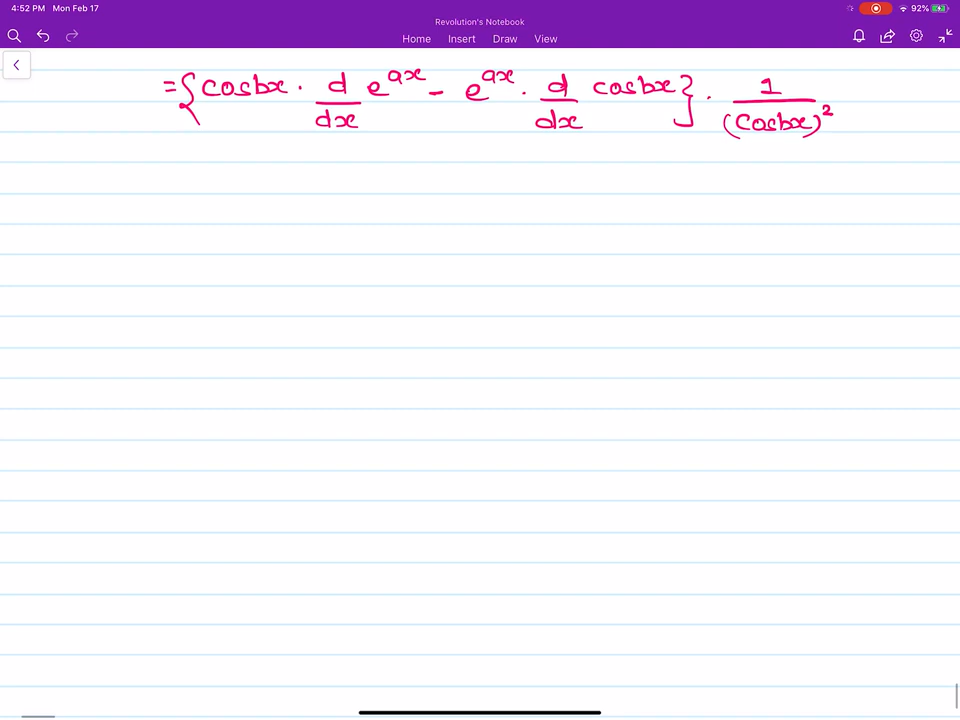 4:52 PM Mon Feb 17
92%
Revolution's Notebook
Home Insert Draw View
= { cosbx · d/dx e^ax - e^ax · d/dx cosbx } · 1/(cosbx)^2